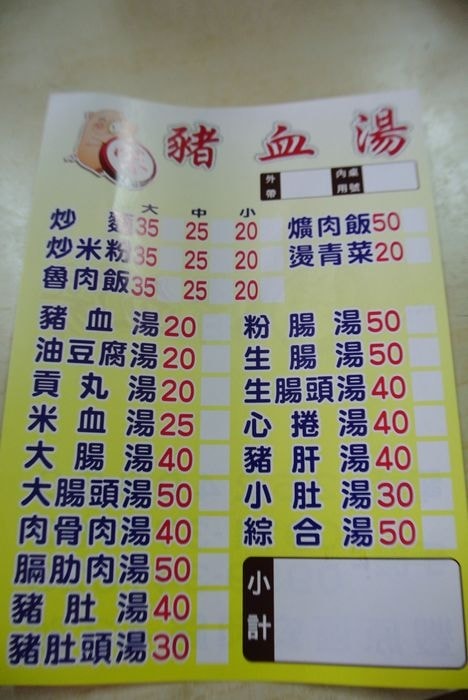 豬血湯
外帶
內用 桌號
大 中 小
炒麵 35 25 20
炒米粉 35 25 20
魯肉飯 35 25 20
爌肉飯 50
燙青菜 20
豬血湯 20
油豆腐湯 20
貢丸湯 20
米血湯 25
大腸湯 40
大腸頭湯 50
肉骨肉湯 40
膈肋肉湯 50
豬肚湯 40
豬肚頭湯 30
粉腸湯 50
生腸湯 50
生腸頭湯 40
心捲湯 40
豬肝湯 40
小肚湯 30
綜合湯 50
小計